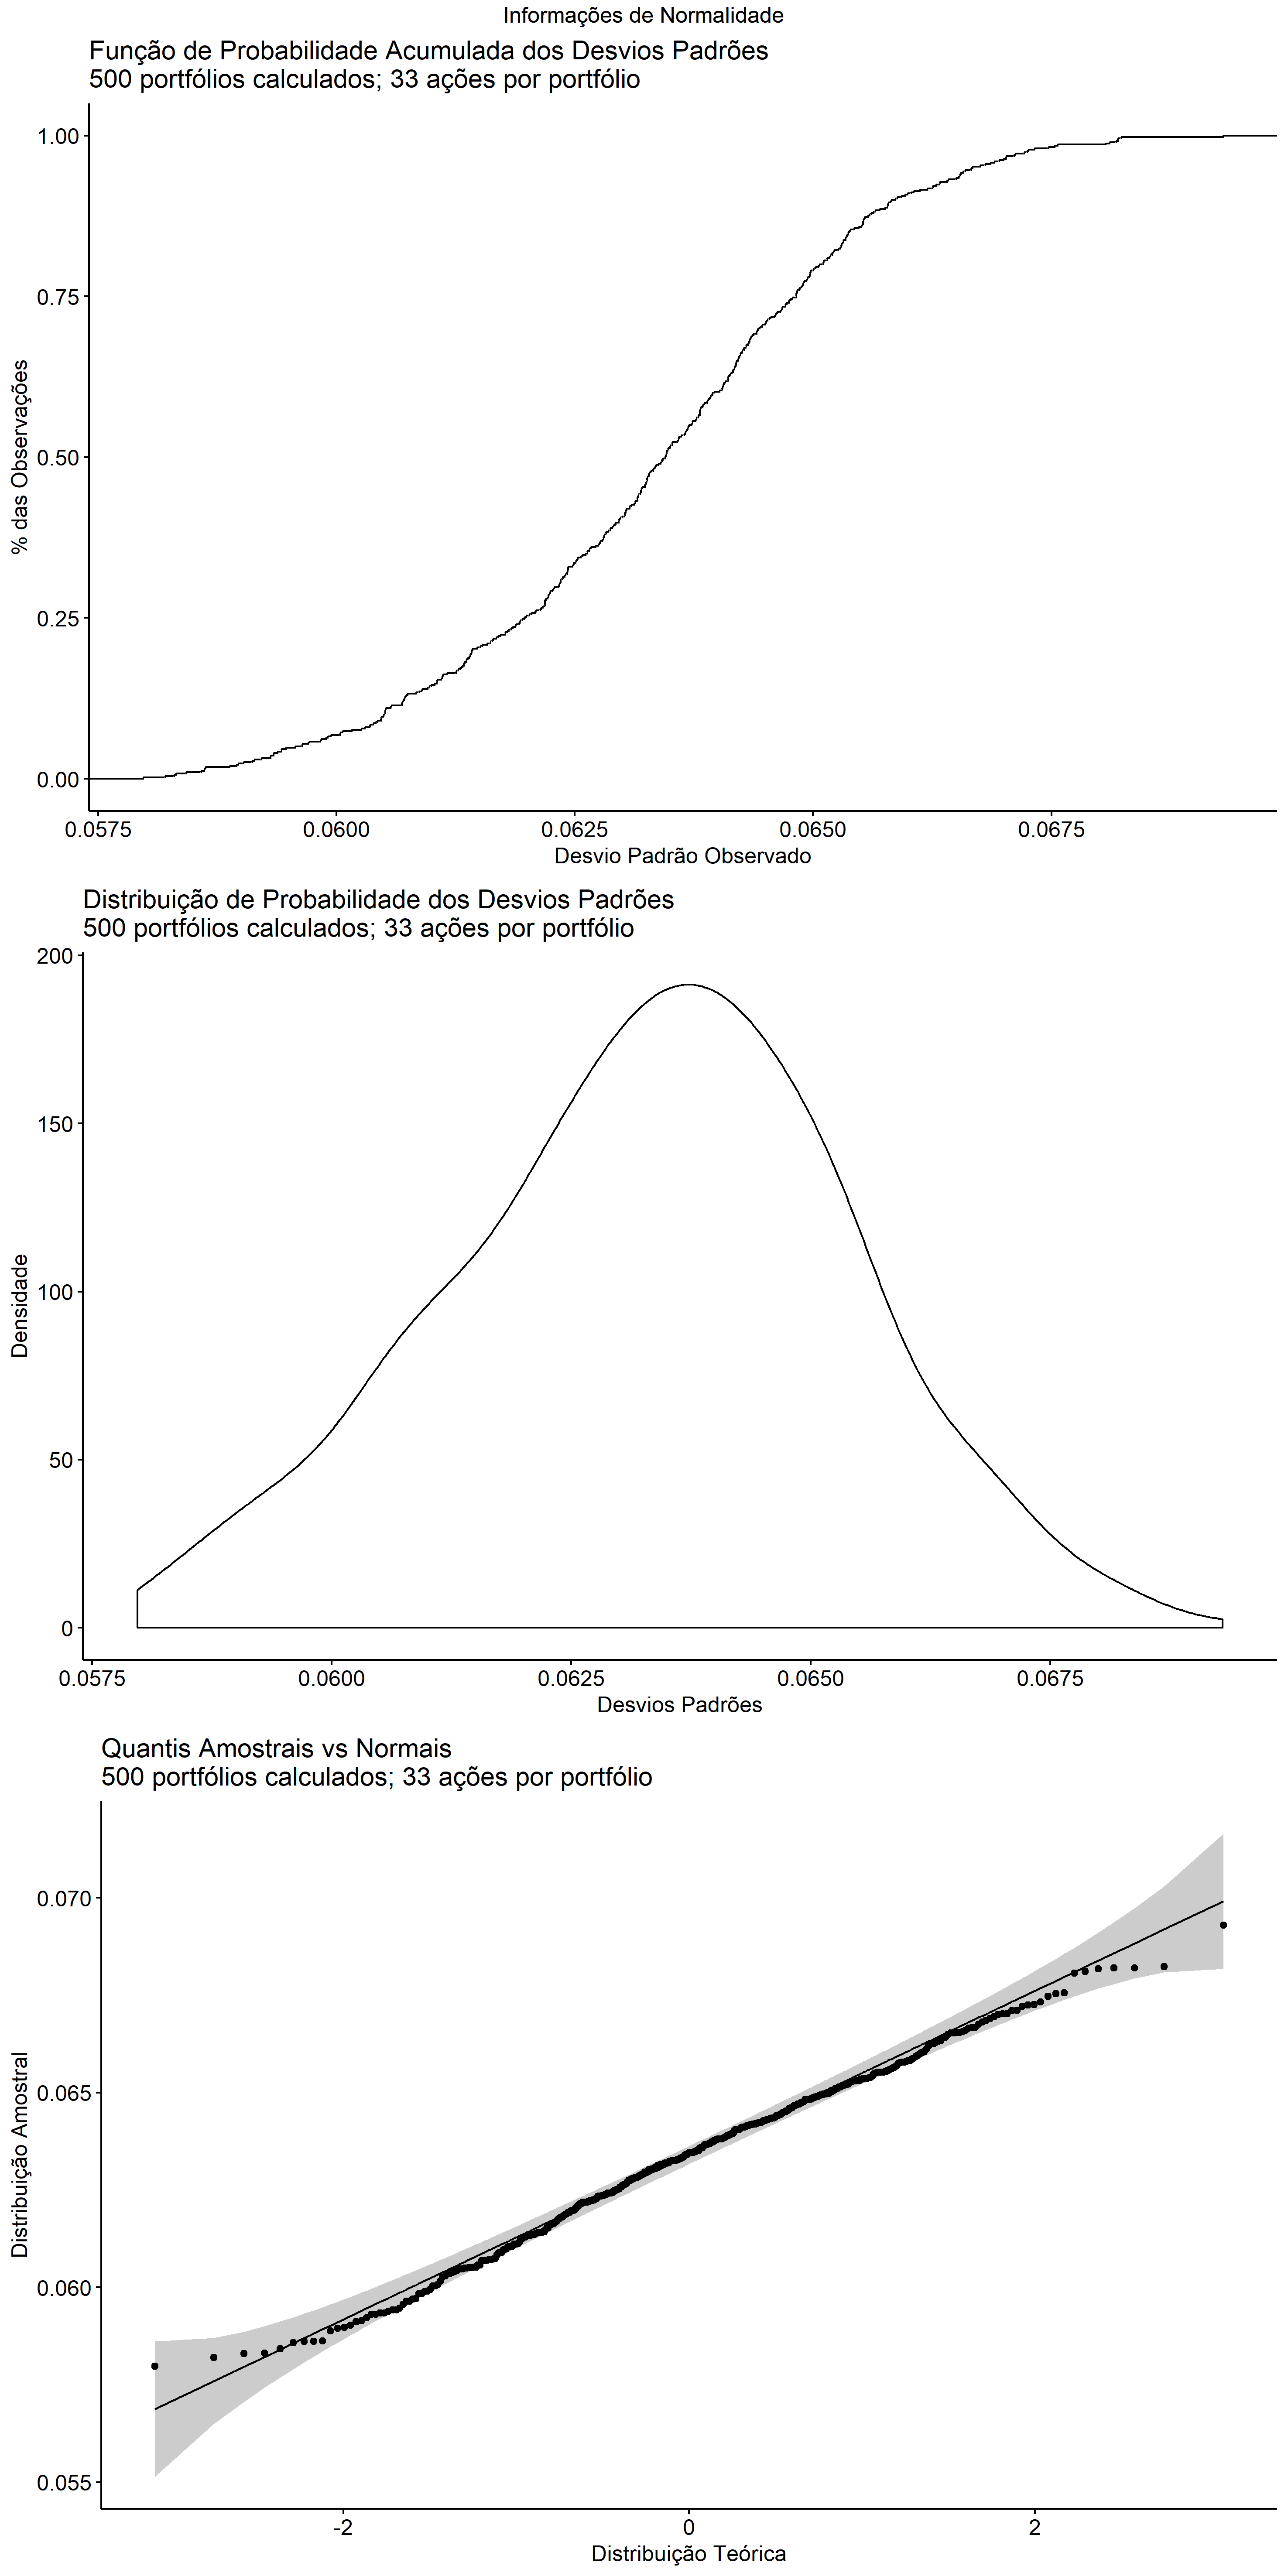 Informações de Normalidade
Função de Probabilidade Acumulada dos Desvios Padrões
500 portfólios calculados; 33 ações por portfólio
1.00
0.75
0.50
0.25
0.00
% das Observações
0.0575
0.0600
0.0625
0.0650
0.0675
Desvio Padrão Observado
Distribuição de Probabilidade dos Desvios Padrões
500 portfólios calculados; 33 ações por portfólio
200
150
100
50
0
Densidade
0.0575
0.0600
0.0625
0.0650
0.0675
Desvios Padrões
Quantis Amostrais vs Normais
500 portfólios calculados; 33 ações por portfólio
0.070
0.065
0.060
0.055
Distribuição Amostral
-2
0
2
Distribuição Teórica